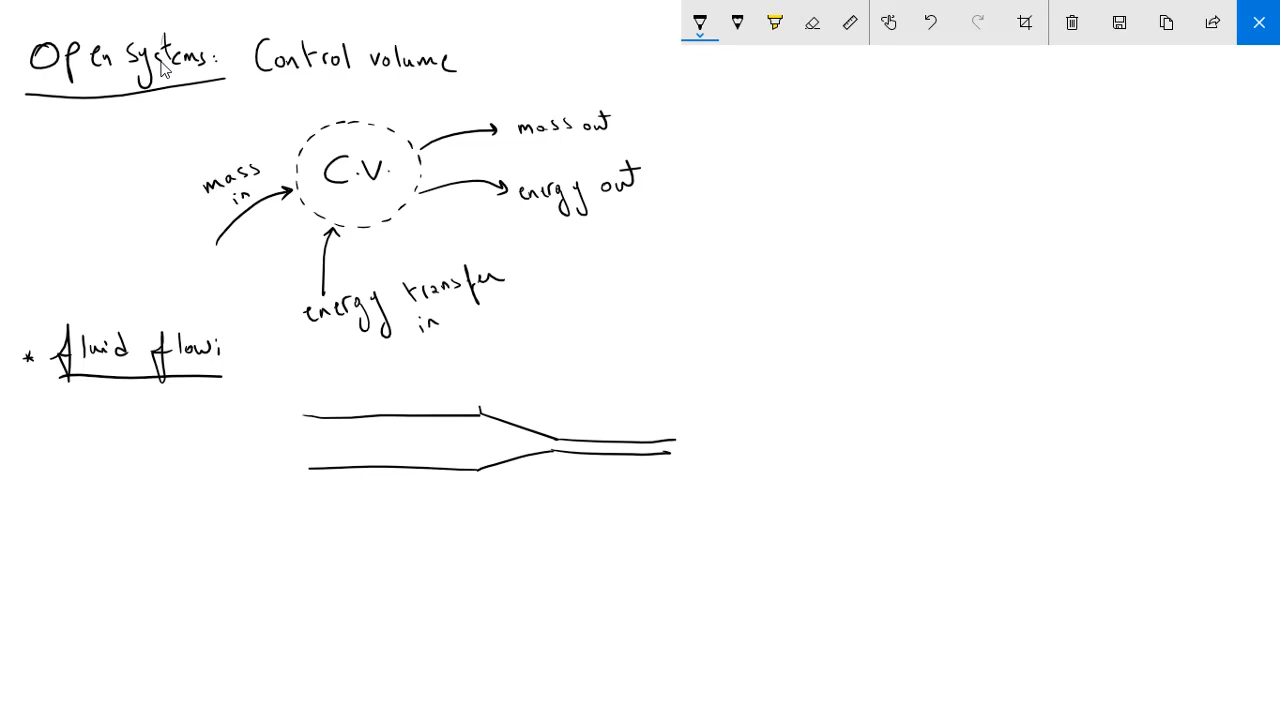 Open systems: Control volume
mass out
C.V.
mass
in
energy out
energy transfer
in
* fluid flow: